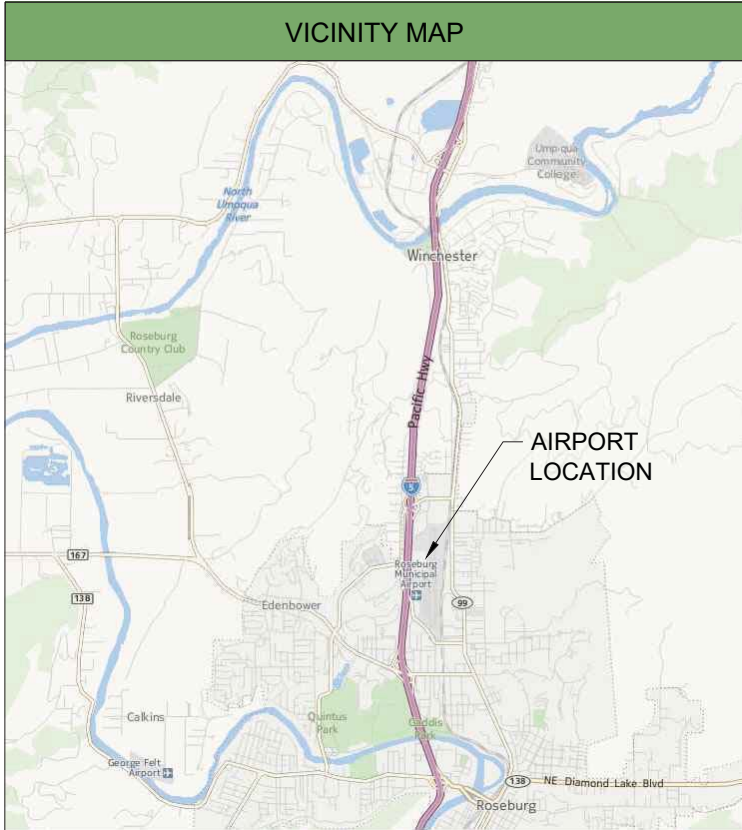 VICINITY MAP
Ump-qua
Community
College
North
Umpqua
River
Winchester
Roseburg
Country Club
Riversdale
Pacific Hwy
AIRPORT
LOCATION
5
167
Roseburg
Municipal
Airport
138
99
Edenbower
Calkins
Quintus
Park
Gaddis
Park
George Felt
Airport
138
NE Diamond Lake Blvd
Roseburg